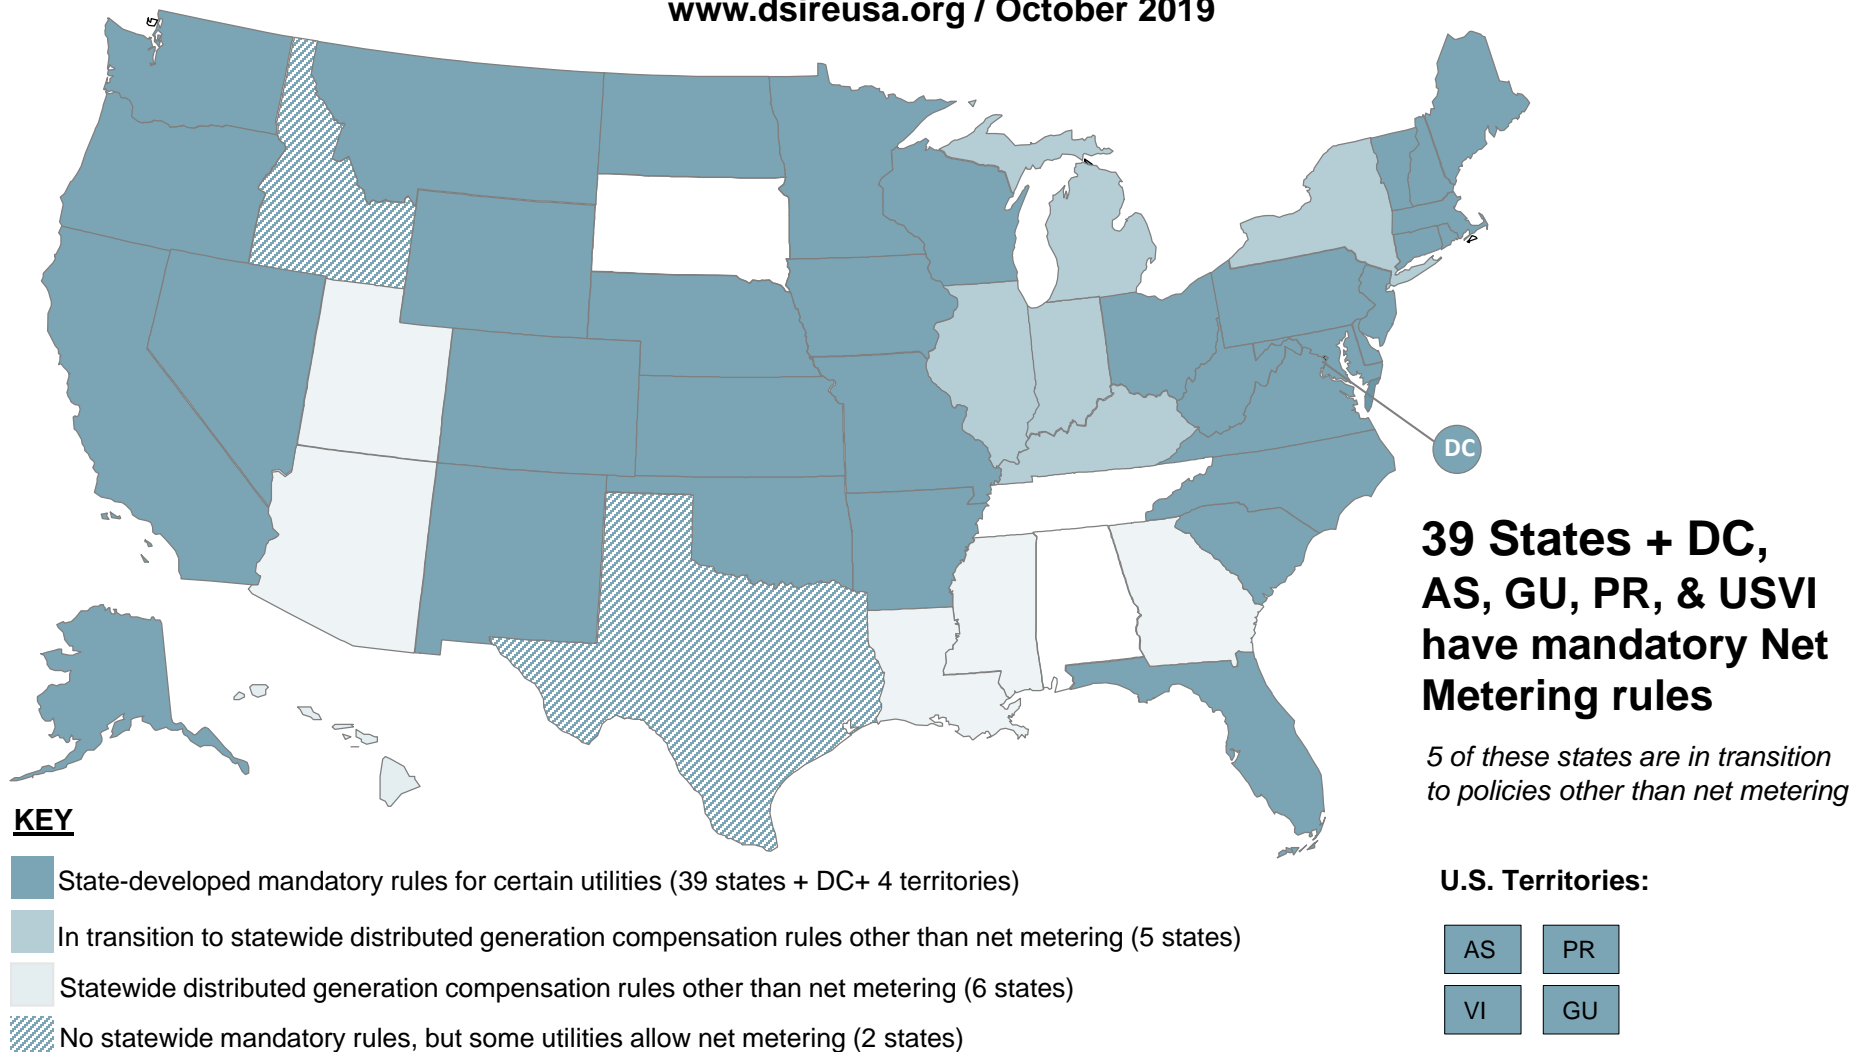 www.dsireusa.org / October 2019
DC
39 States + DC,
AS, GU, PR, & USVI
have mandatory Net
Metering rules
5 of these states are in transition
to policies other than net metering
KEY
State-developed mandatory rules for certain utilities (39 states + DC+ 4 territories)
In transition to statewide distributed generation compensation rules other than net metering (5 states)
Statewide distributed generation compensation rules other than net metering (6 states)
No statewide mandatory rules, but some utilities allow net metering (2 states)
U.S. Territories:
AS PR
VI GU